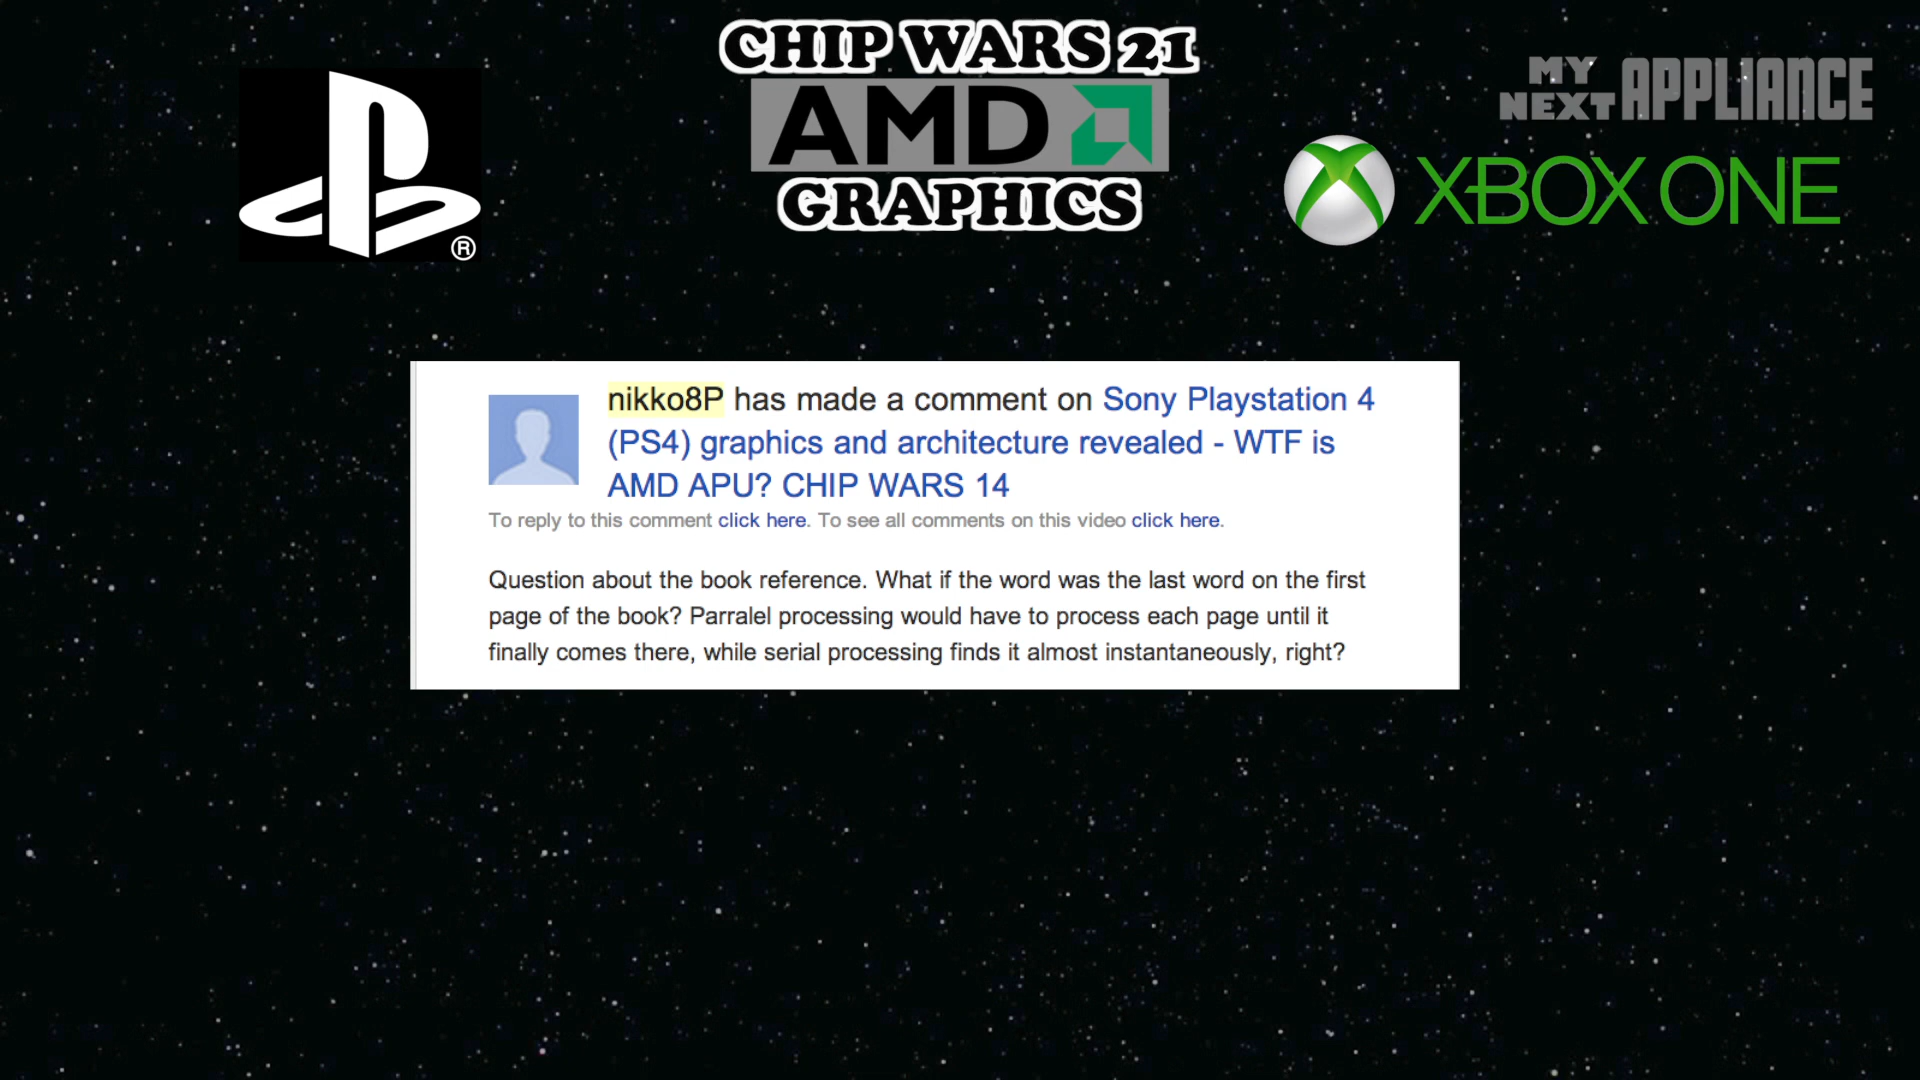 CHIP WARS 21
AMD
GRAPHICS
MY NEXT APPLIANCE
XBOX ONE
®
nikko8P has made a comment on Sony Playstation 4
(PS4) graphics and architecture revealed - WTF is
AMD APU? CHIP WARS 14
To reply to this comment click here. To see all comments on this video click here.
Question about the book reference. What if the word was the last word on the first
page of the book? Parralel processing would have to process each page until it
finally comes there, while serial processing finds it almost instantaneously, right?